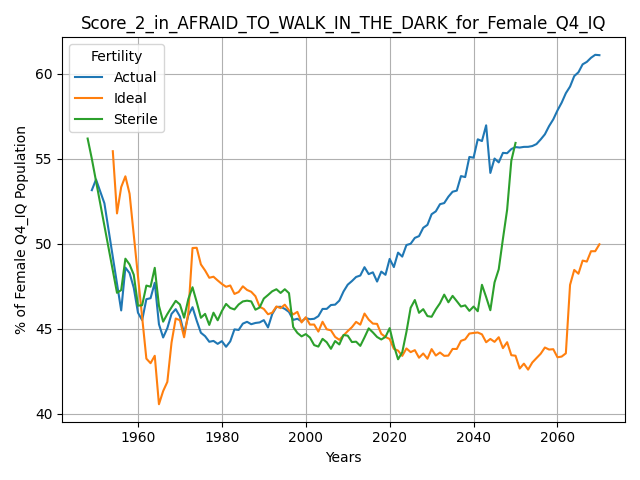 Score_2_in_AFRAID_TO_WALK_IN_THE_DARK_for_Female_Q4_IQ
% of Female Q4_IQ Population
60
55
50
45
40
Fertility
Actual
Ideal
Sterile
1960 1980 2000 2020 2040 2060
Years